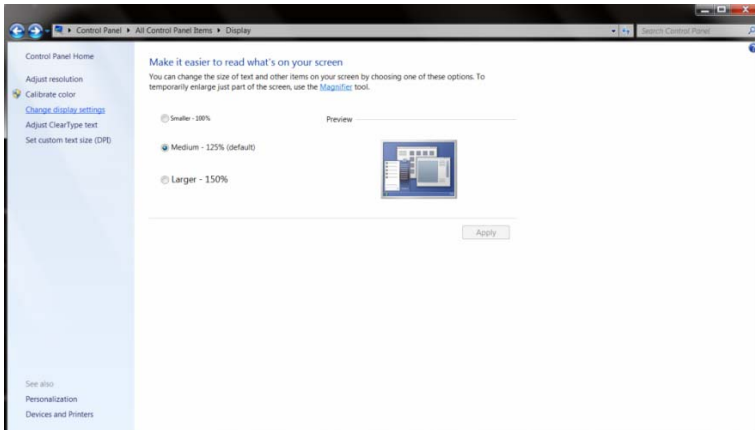 Control Panel ▸ All Control Panel Items ▸ Display
Search Control Panel
Control Panel Home
Adjust resolution
Calibrate color
Change display settings
Adjust ClearType text
Set custom text size (DPI)
See also
Personalization
Devices and Printers
Make it easier to read what's on your screen
You can change the size of text and other items on your screen by choosing one of these options. To
temporarily enlarge just part of the screen, use the Magnifier tool.
Smaller - 100%
Preview
Medium - 125% (default)
Larger - 150%
Apply